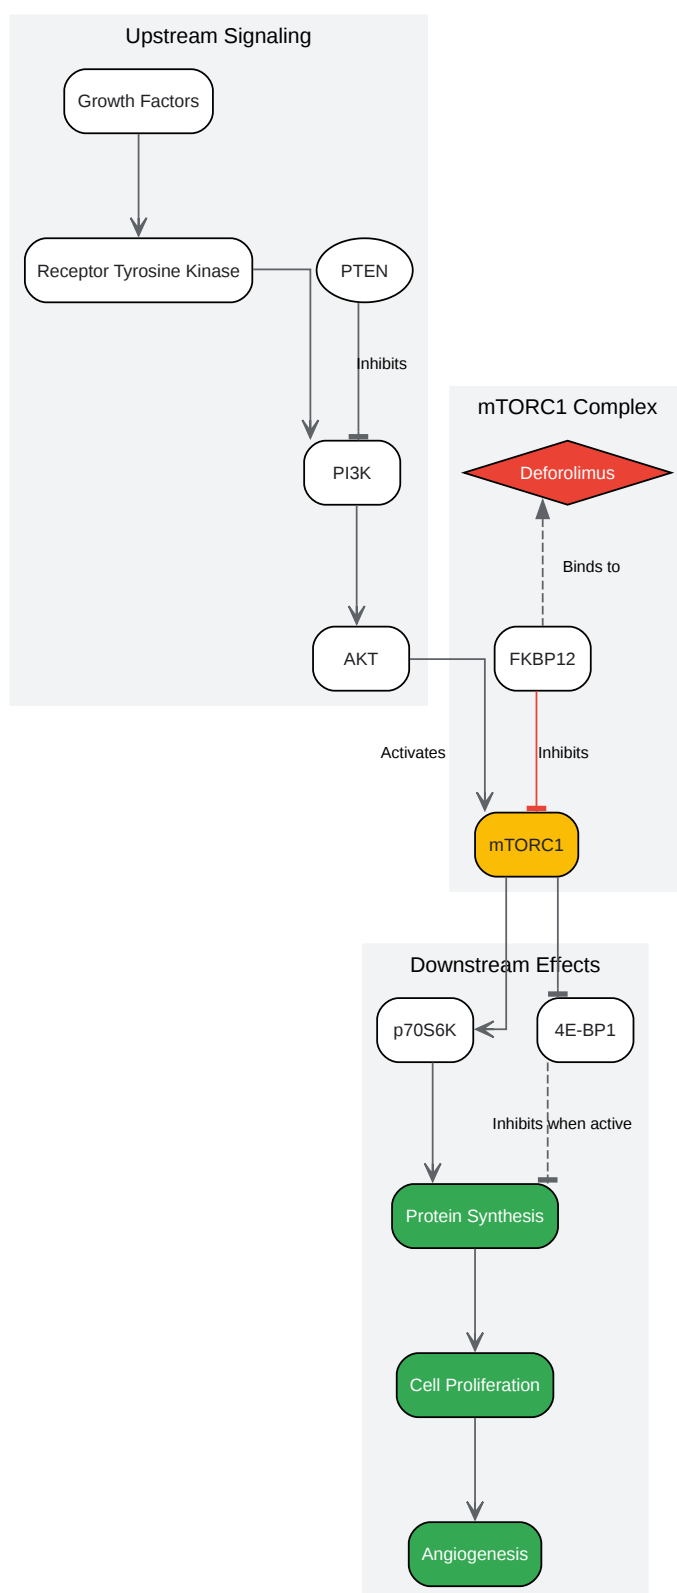 Upstream Signaling
Growth Factors
Receptor Tyrosine Kinase
PTEN
Inhibits
mTORC1 Complex
PI3K
Deforolimus
Binds to
AKT
FKBP12
Activates
Inhibits
mTORC1
Downstream Effects
p70S6K
4E-BP1
Inhibits when active
Protein Synthesis
Cell Proliferation
Angiogenesis